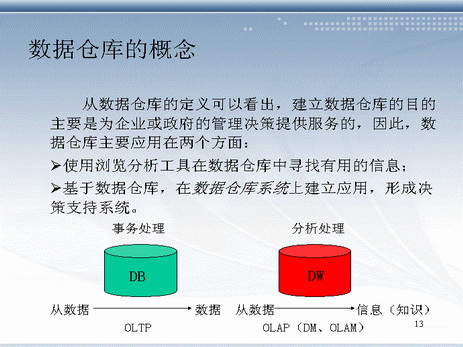 数据仓库的概念
从数据仓库的定义可以看出，建立数据仓库的目的
主要是为企业或政府的管理决策提供服务的，因此，数
据仓库主要应用在两个方面：
➢使用浏览分析工具在数据仓库中寻找有用的信息；
➢基于数据仓库，在数据仓库系统上建立应用，形成决
策支持系统。
事务处理 分析处理
DB DW
从数据 数据 从数据 信息（知识）
OLTP OLAP（DM、OLAM） 13